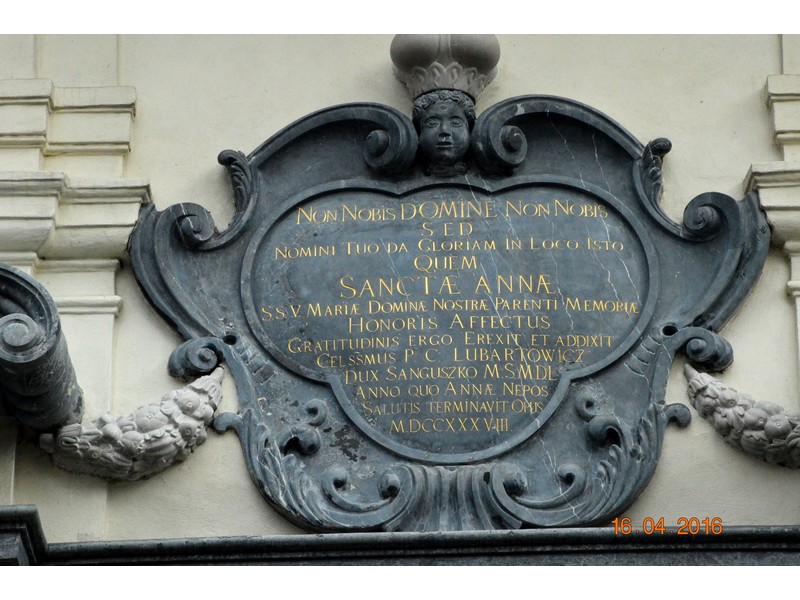 NON NOBIS DOMINE NON NOBIS
SED
NOMINI TUO DA GLORIAM IN LOCO ISTO
QUEM
SANCTÆ ANNÆ
S.S.V. MARIÆ DOMINÆ NOSTRÆ PARENTI MEMORIÆ
HONORIS AFFECTUS
GRATITUDINIS ERGO EREXIT ET ADDIXIT
CELSSMUS P. C. LUBARTOWICZ
DUX SANGUSZKO M.S.M.D.L.
ANNO QUO ANNÆ NEPOS
SALUTIS TERMINAVIT OPUS
M.DCCXXXVIII.
16 04 2016